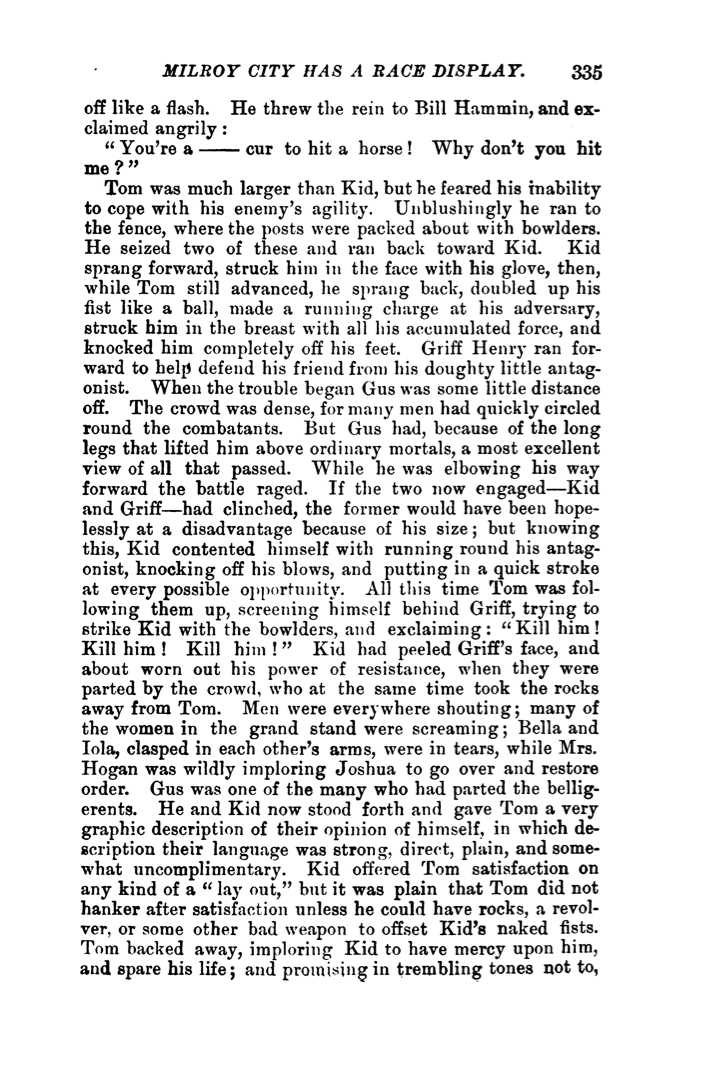 MILROY CITY HAS A RACE DISPLAY. 335
off like a flash. He threw the rein to Bill Hammin, and ex-
claimed angrily :
“ You're a —— cur to hit a horse! Why don't you hit
me ? ”
Tom was much larger than Kid, but he feared his inability
to cope with his enemy's agility. Unblushingly he ran to
the fence, where the posts were packed about with bowlders.
He seized two of these and ran back toward Kid. Kid
sprang forward, struck him in the face with his glove, then,
while Tom still advanced, he sprang back, doubled up his
fist like a ball, made a running charge at his adversary,
struck him in the breast with all his accumulated force, and
knocked him completely off his feet. Griff Henry ran for-
ward to help defend his friend from his doughty little antag-
onist. When the trouble began Gus was some little distance
off. The crowd was dense, for many men had quickly circled
round the combatants. But Gus had, because of the long
legs that lifted him above ordinary mortals, a most excellent
view of all that passed. While he was elbowing his way
forward the battle raged. If the two now engaged—Kid
and Griff—had clinched, the former would have been hope-
lessly at a disadvantage because of his size ; but knowing
this, Kid contented himself with running round his antag-
onist, knocking off his blows, and putting in a quick stroke
at every possible opportunity. All this time Tom was fol-
lowing them up, screening himself behind Griff, trying to
strike Kid with the bowlders, and exclaiming : “ Kill him !
Kill him ! Kill him ! ” Kid had peeled Griff's face, and
about worn out his power of resistance, when they were
parted by the crowd, who at the same time took the rocks
away from Tom. Men were everywhere shouting ; many of
the women in the grand stand were screaming ; Bella and
Iola, clasped in each other's arms, were in tears, while Mrs.
Hogan was wildly imploring Joshua to go over and restore
order. Gus was one of the many who had parted the bellig-
erents. He and Kid now stood forth and gave Tom a very
graphic description of their opinion of himself, in which de-
scription their language was strong, direct, plain, and some-
what uncomplimentary. Kid offered Tom satisfaction on
any kind of a “ lay out,” but it was plain that Tom did not
hanker after satisfaction unless he could have rocks, a revol-
ver, or some other bad weapon to offset Kid's naked fists.
Tom backed away, imploring Kid to have mercy upon him,
and spare his life ; and promising in trembling tones not to,